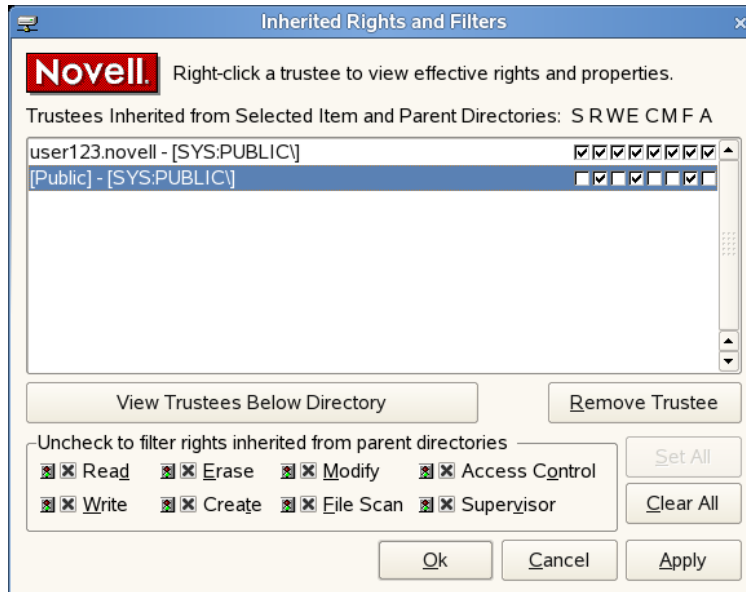 Inherited Rights and Filters
Novell. Right-click a trustee to view effective rights and properties.
Trustees Inherited from Selected Item and Parent Directories: S R W E C M F A
user123.novell - [SYS:PUBLIC\]
[Public] - [SYS:PUBLIC\]
View Trustees Below Directory Remove Trustee
Uncheck to filter rights inherited from parent directories
Read Erase Modify Access Control Set All
Write Create File Scan Supervisor Clear All
Ok Cancel Apply